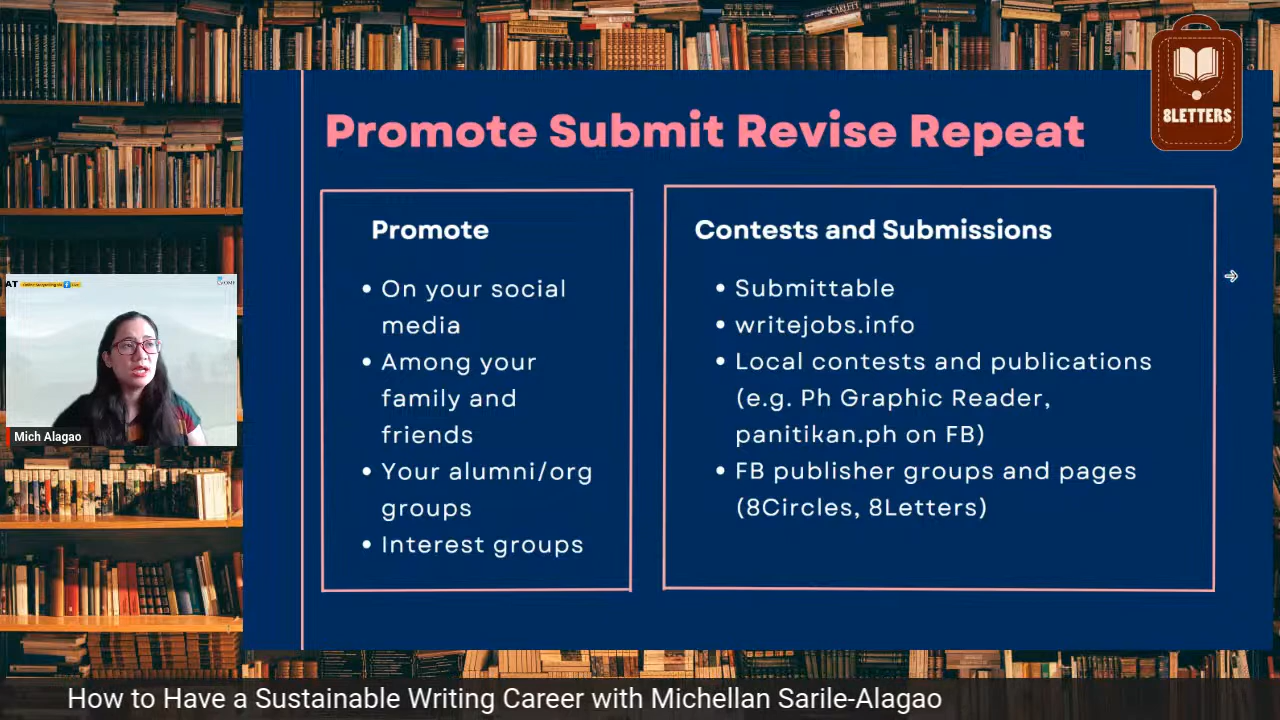 8LETTERS
Promote Submit Revise Repeat
Promote
• On your social
media
• Among your
family and
friends
• Your alumni/org
groups
• Interest groups
Contests and Submissions
• Submittable
• writejobs.info
• Local contests and publications
(e.g. Ph Graphic Reader,
panitikan.ph on FB)
• FB publisher groups and pages
(8Circles, 8Letters)
AT
Mich Alagao
How to Have a Sustainable Writing Career with Michellan Sarile-Alagao